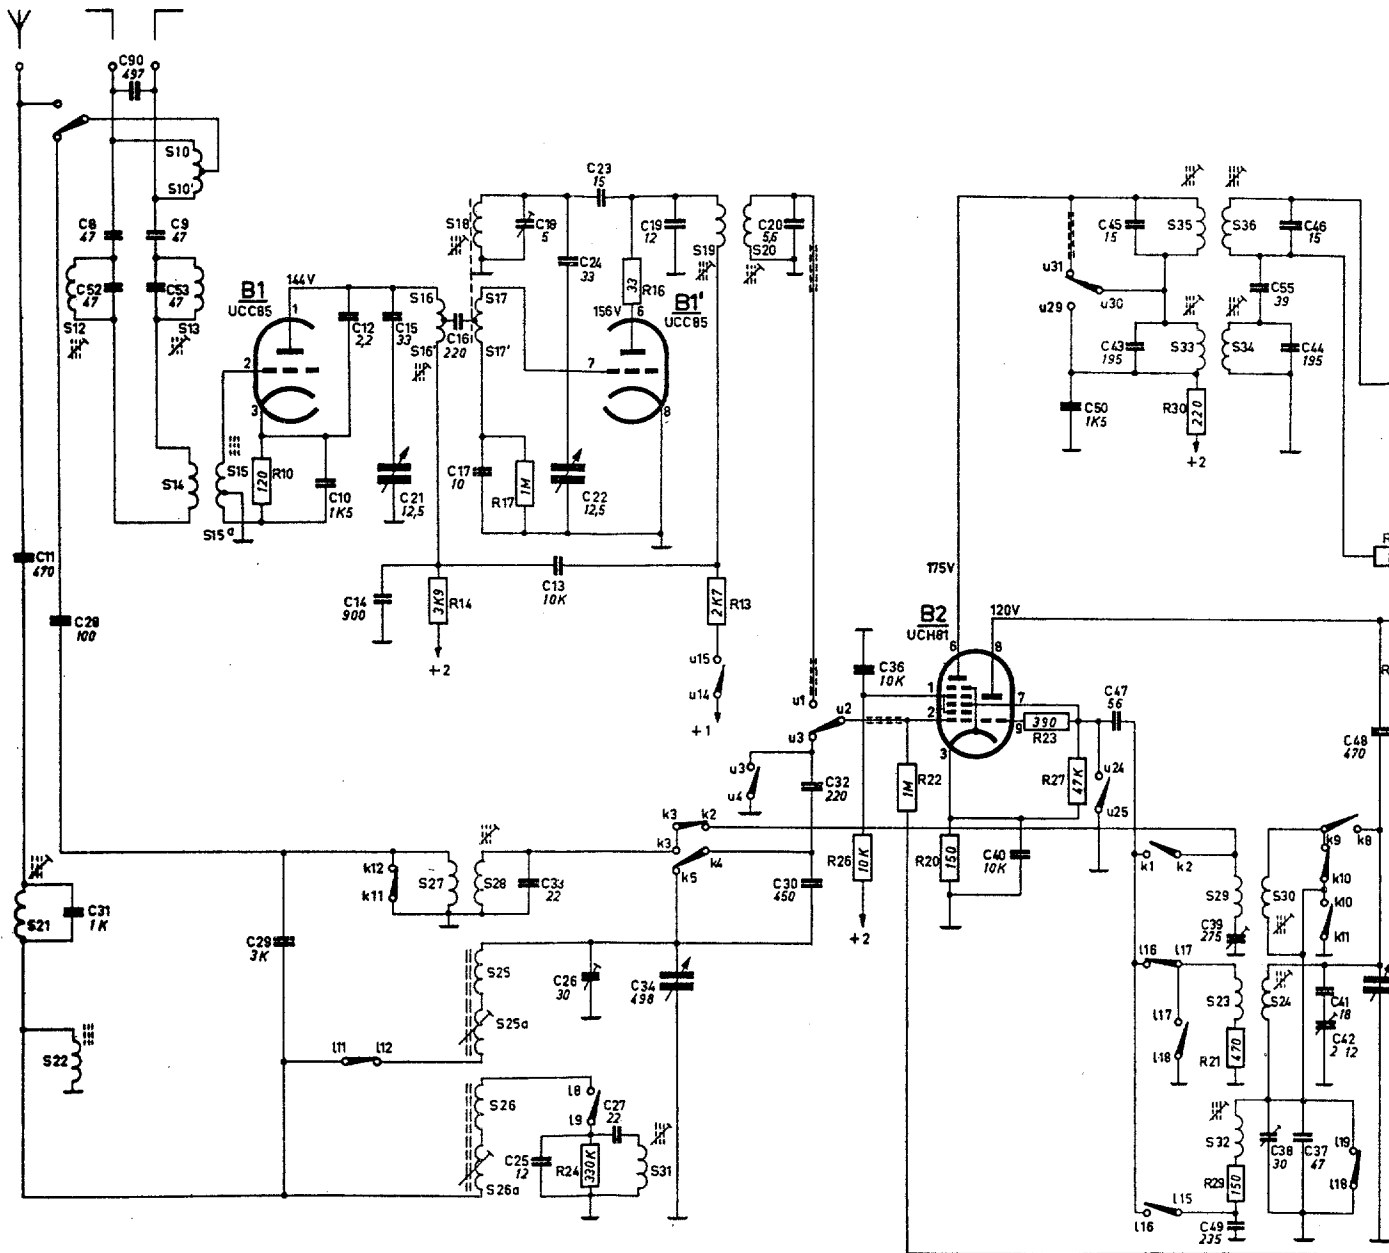 C90
497
S10
S10'
C8
47
C9
47
C52
47
C53
47
S12
S13
S14
S15
S15a
B1
UCC85
144V
1
2
3
R10
120
C10
1K5
C12
2,2
C15
33
C21
12,5
S16
S16'
C16
220
S17
S17'
S18
C18
5
C23
15
C24
33
C19
12
R16
33
156V
6
B1'
UCC85
7
8
S19
S20
C20
5,6
C17
10
R17
1M
C22
12,5
C13
10K
C14
900
R14
3K9
+2
R13
2K7
u15
u14
+1
C11
470
C28
100
u31
u30
u29
C45
15
S35
S36
C46
15
C55
39
C43
195
S33
S34
C44
195
C50
1K5
R30
220
+2
R
175V
120V
B2
UCH81
6
8
1
2
7
9
3
C36
10K
u1
u2
u3
u3
u4
C32
220
R22
1M
390
R23
C47
56
R27
47K
u24
u25
R
C48
470
k3
k2
k3
k4
k5
C30
450
R26
10K
+2
R20
150
C40
10K
k1
k2
k9
k8
k10
k10
k11
S29
S30
C39
275
k12
k11
S27
S28
C33
22
S21
C31
1K
C29
3K
S22
l11
l12
S25
S25a
C26
30
C34
498
S26
S26a
l8
l9
C27
22
C25
12
R24
330K
S31
l16
l17
l17
l18
S23
S24
R21
470
C41
18
C42
2 12
S32
R29
150
C38
30
C37
47
l19
l18
l16
l15
C49
235